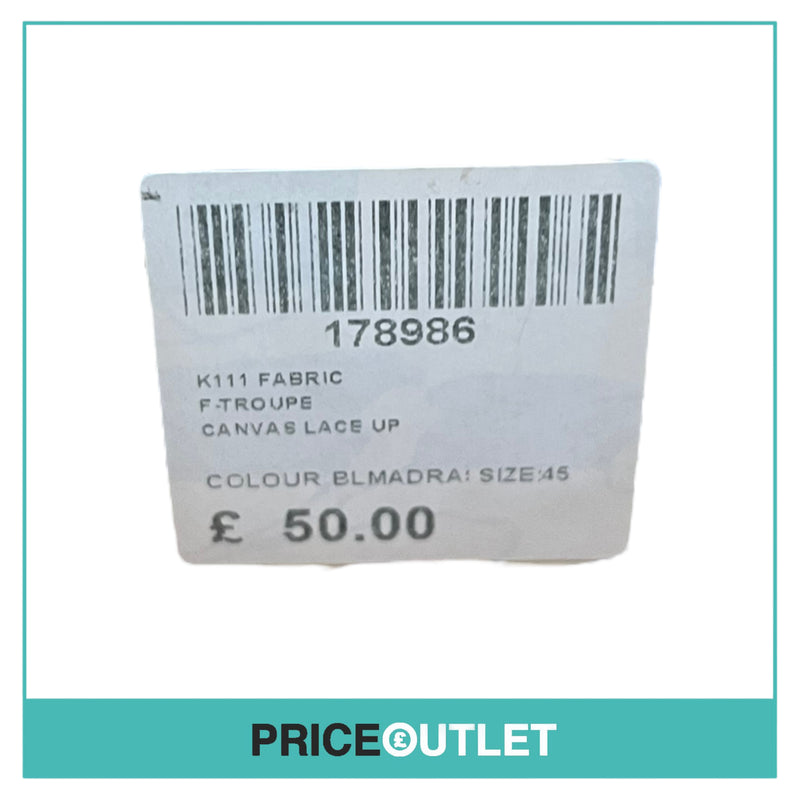 178986
K111 FABRIC
F-TROUPE
CANVAS LACE UP
COLOUR BLMADRA: SIZE:45
£ 50.00
PRICE£OUTLET